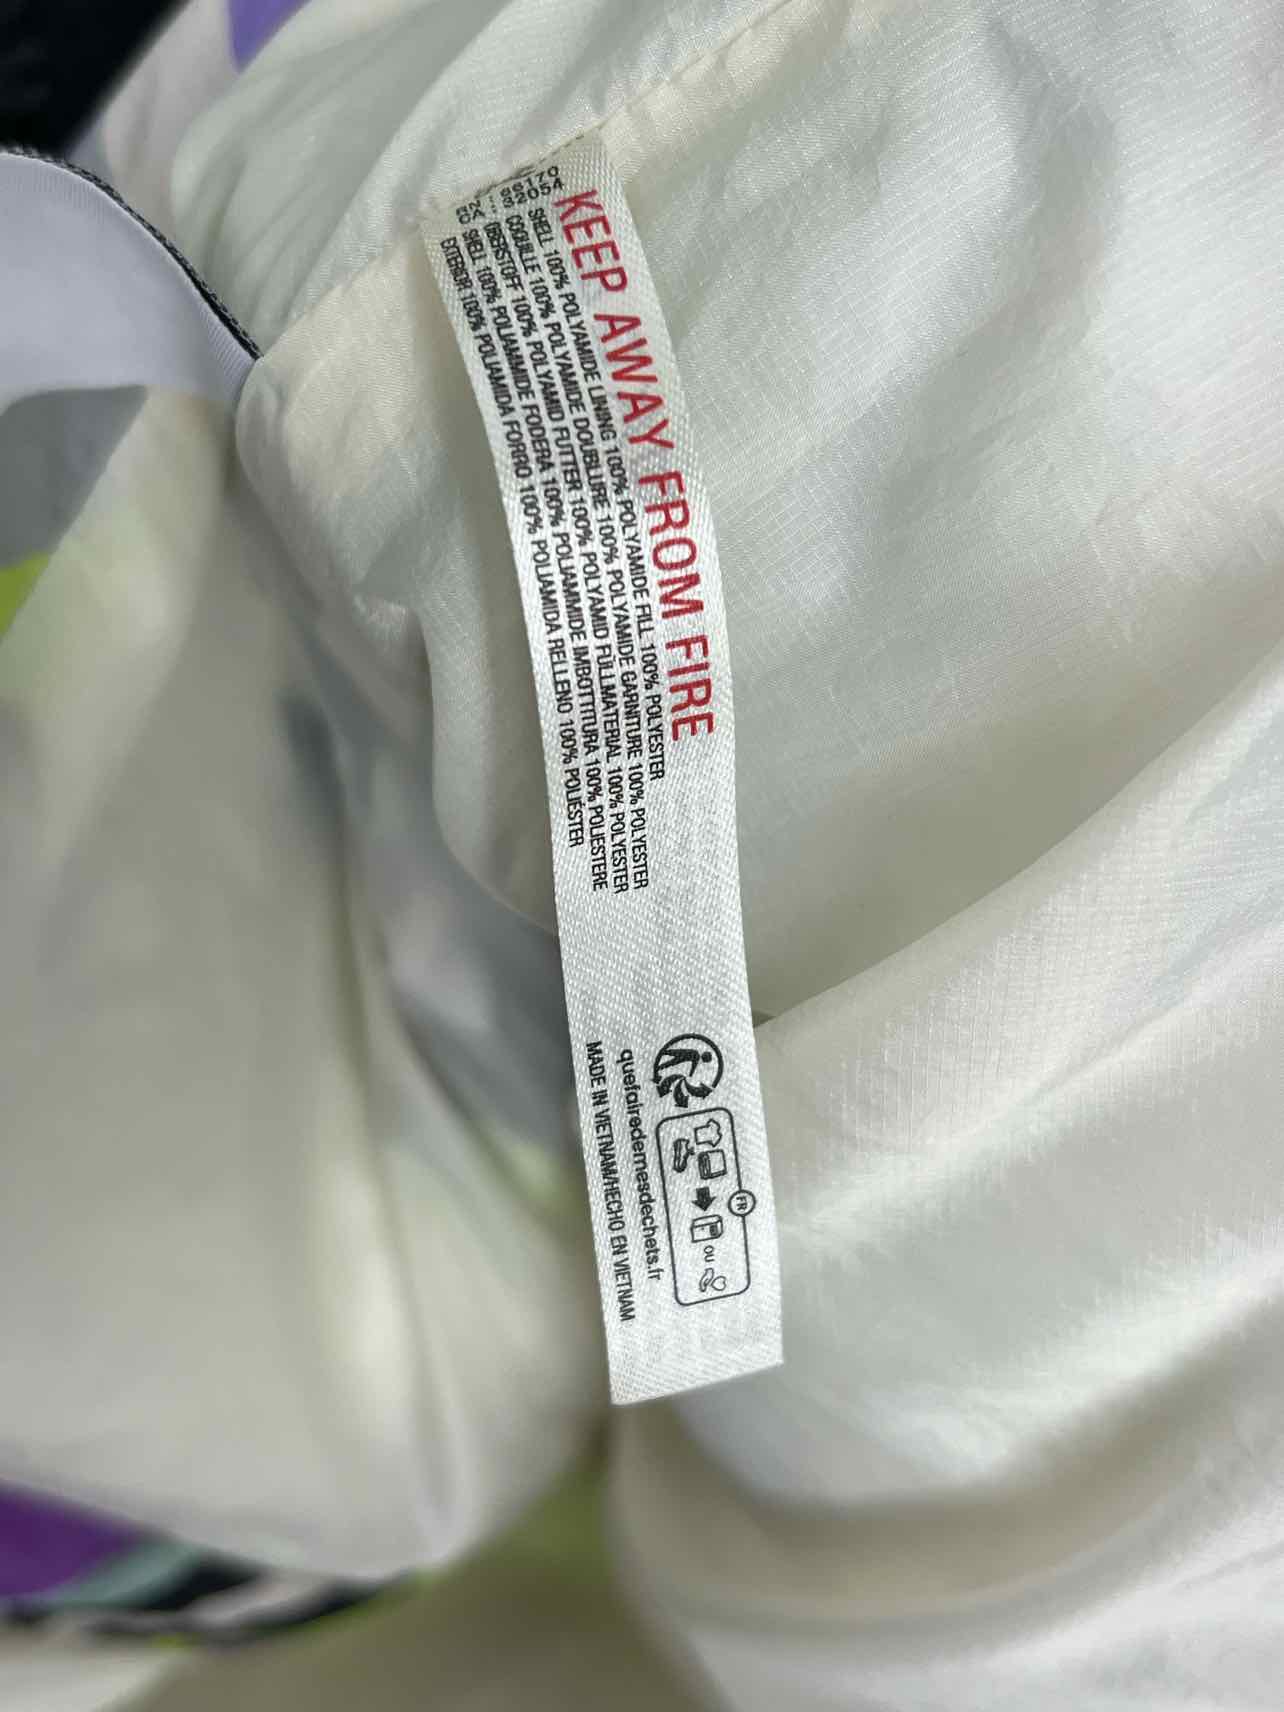 KEEP AWAY FROM FIRE
SHELL 100% POLYAMIDE LINING 100% POLYAMIDE FILL 100% POLYESTER
COQUILLE 100% POLYAMIDE DOUBLURE 100% POLYAMIDE GARNITURE 100% POLYESTER
OBERSTOFF 100% POLYAMID FUTTER 100% POLYAMID FÜLLMATERIAL 100% POLYESTER
SHELL 100% POLIAMMIDE FODERA 100% POLIAMMIDE IMBOTTITURA 100% POLIESTERE
EXTERIOR 100% POLIAMIDA FORRO 100% POLIAMIDA RELLENO 100% POLIÉSTER
FR
OU
quefairedemesdechets.fr
MADE IN VIETNAM/HECHO EN VIETNAM